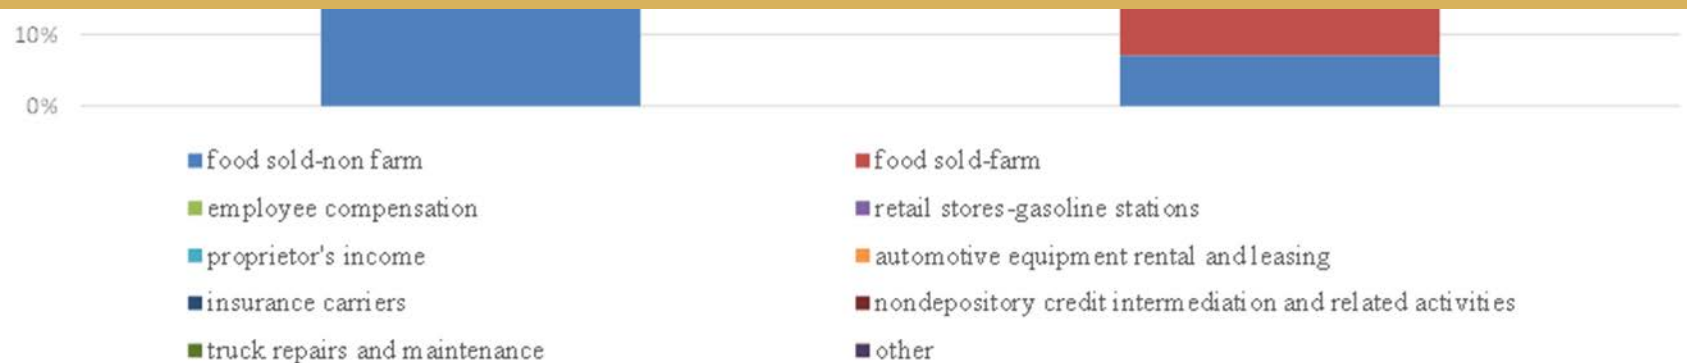 10%
0%
food sold-non farm
food sold-farm
employee compensation
retail stores-gasoline stations
proprietor's income
automotive equipment rental and leasing
insurance carriers
nondepository credit intermediation and related activities
truck repairs and maintenance
other